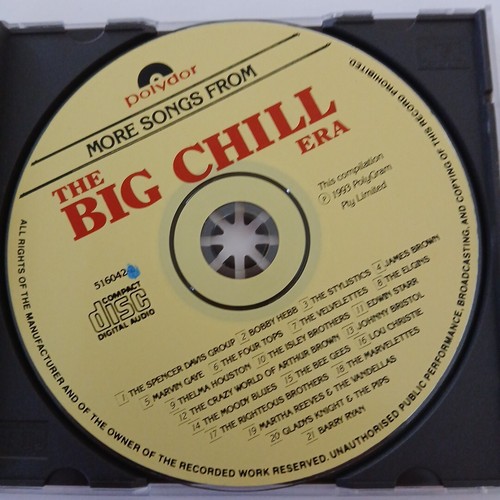 polydor
MORE SONGS FROM
THE
BIG CHILL
ERA
This compilation
Ⓟ 1993 PolyGram
Pty Limited
516042
COMPACT
disc
DIGITAL AUDIO
1 THE SPENCER DAVIS GROUP 2 BOBBY HEBB 3 THE STYLISTICS 4 JAMES BROWN
5 MARVIN GAYE 6 THE FOUR TOPS 7 THE VELVELETTES 8 THE ELGINS
9 THELMA HOUSTON 10 THE ISLEY BROTHERS 11 EDWIN STARR
12 THE CRAZY WORLD OF ARTHUR BROWN 13 JOHNNY BRISTOL
14 THE MOODY BLUES 15 THE BEE GEES 16 LOU CHRISTIE
17 THE RIGHTEOUS BROTHERS 18 THE MARVELETTES
19 MARTHA REEVES & THE VANDELLAS
20 GLADYS KNIGHT & THE PIPS
21 BARRY RYAN
ALL RIGHTS OF THE MANUFACTURER AND OF THE OWNER OF THE RECORDED WORK RESERVED. UNAUTHORISED PUBLIC PERFORMANCE, BROADCASTING, AND COPYING OF THIS RECORD PROHIBITED.